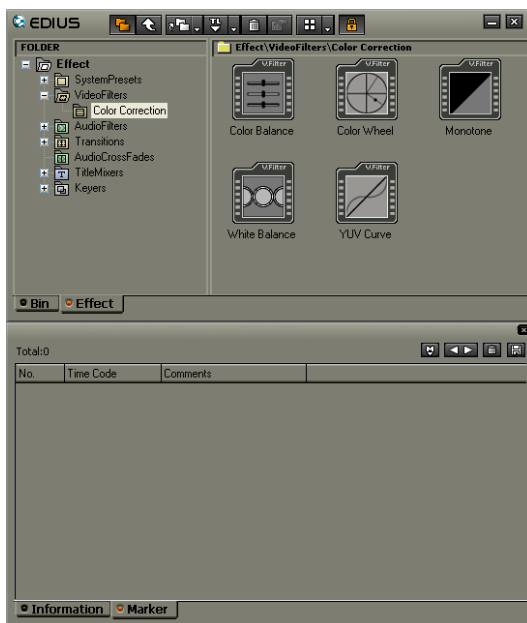 EDIUS
FOLDER
Effect\VideoFilters\Color Correction
Effect
SystemPresets
VideoFilters
Color Correction
AudioFilters
Transitions
AudioCrossFades
TitleMixers
Keyers
V.Filter
V.Filter
V.Filter
Color Balance
Color Wheel
Monotone
V.Filter
V.Filter
White Balance
YUV Curve
Bin
Effect
Total:0
No.
Time Code
Comments
Information
Marker